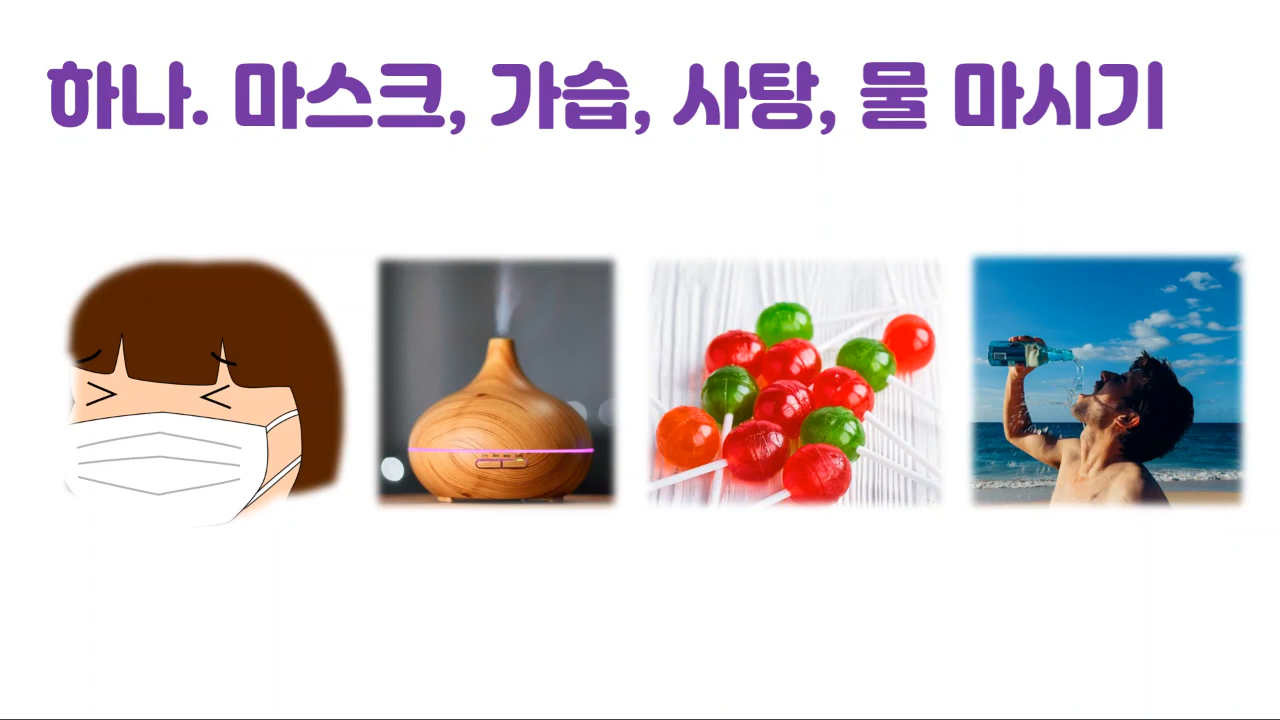 하나. 마스크, 가습, 사탕, 물 마시기